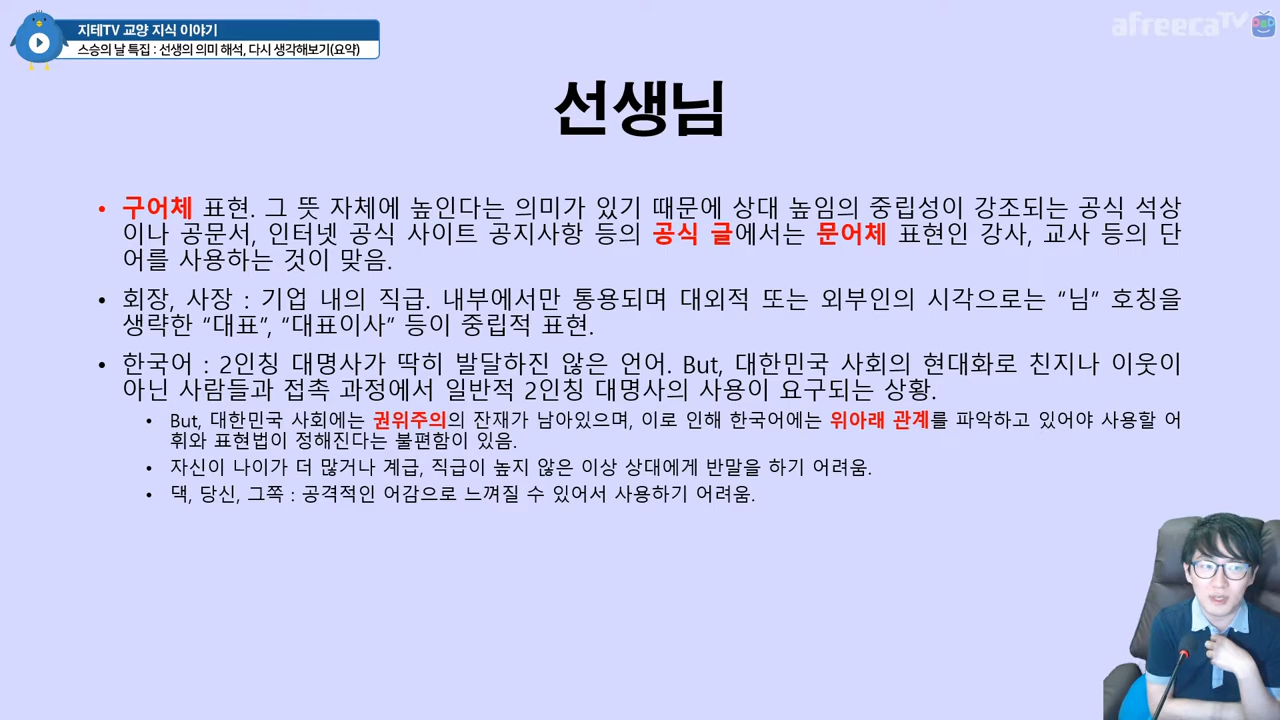 지테TV 교양 지식 이야기
스승의 날 특집 : 선생의 의미 해석, 다시 생각해보기(요약)
afreecaTV
선생님
• 구어체 표현. 그 뜻 자체에 높인다는 의미가 있기 때문에 상대 높임의 중립성이 강조되는 공식 석상
이나 공문서, 인터넷 공식 사이트 공지사항 등의 공식 글에서는 문어체 표현인 강사, 교사 등의 단
어를 사용하는 것이 맞음.
• 회장, 사장 : 기업 내의 직급. 내부에서만 통용되며 대외적 또는 외부인의 시각으로는 “님” 호칭을
생략한 “대표”, “대표이사” 등이 중립적 표현.
• 한국어 : 2인칭 대명사가 딱히 발달하진 않은 언어. But, 대한민국 사회의 현대화로 친지나 이웃이
아닌 사람들과 접촉 과정에서 일반적 2인칭 대명사의 사용이 요구되는 상황.
• But, 대한민국 사회에는 권위주의의 잔재가 남아있으며, 이로 인해 한국어에는 위아래 관계를 파악하고 있어야 사용할 어
휘와 표현법이 정해진다는 불편함이 있음.
• 자신이 나이가 더 많거나 계급, 직급이 높지 않은 이상 상대에게 반말을 하기 어려움.
• 댁, 당신, 그쪽 : 공격적인 어감으로 느껴질 수 있어서 사용하기 어려움.